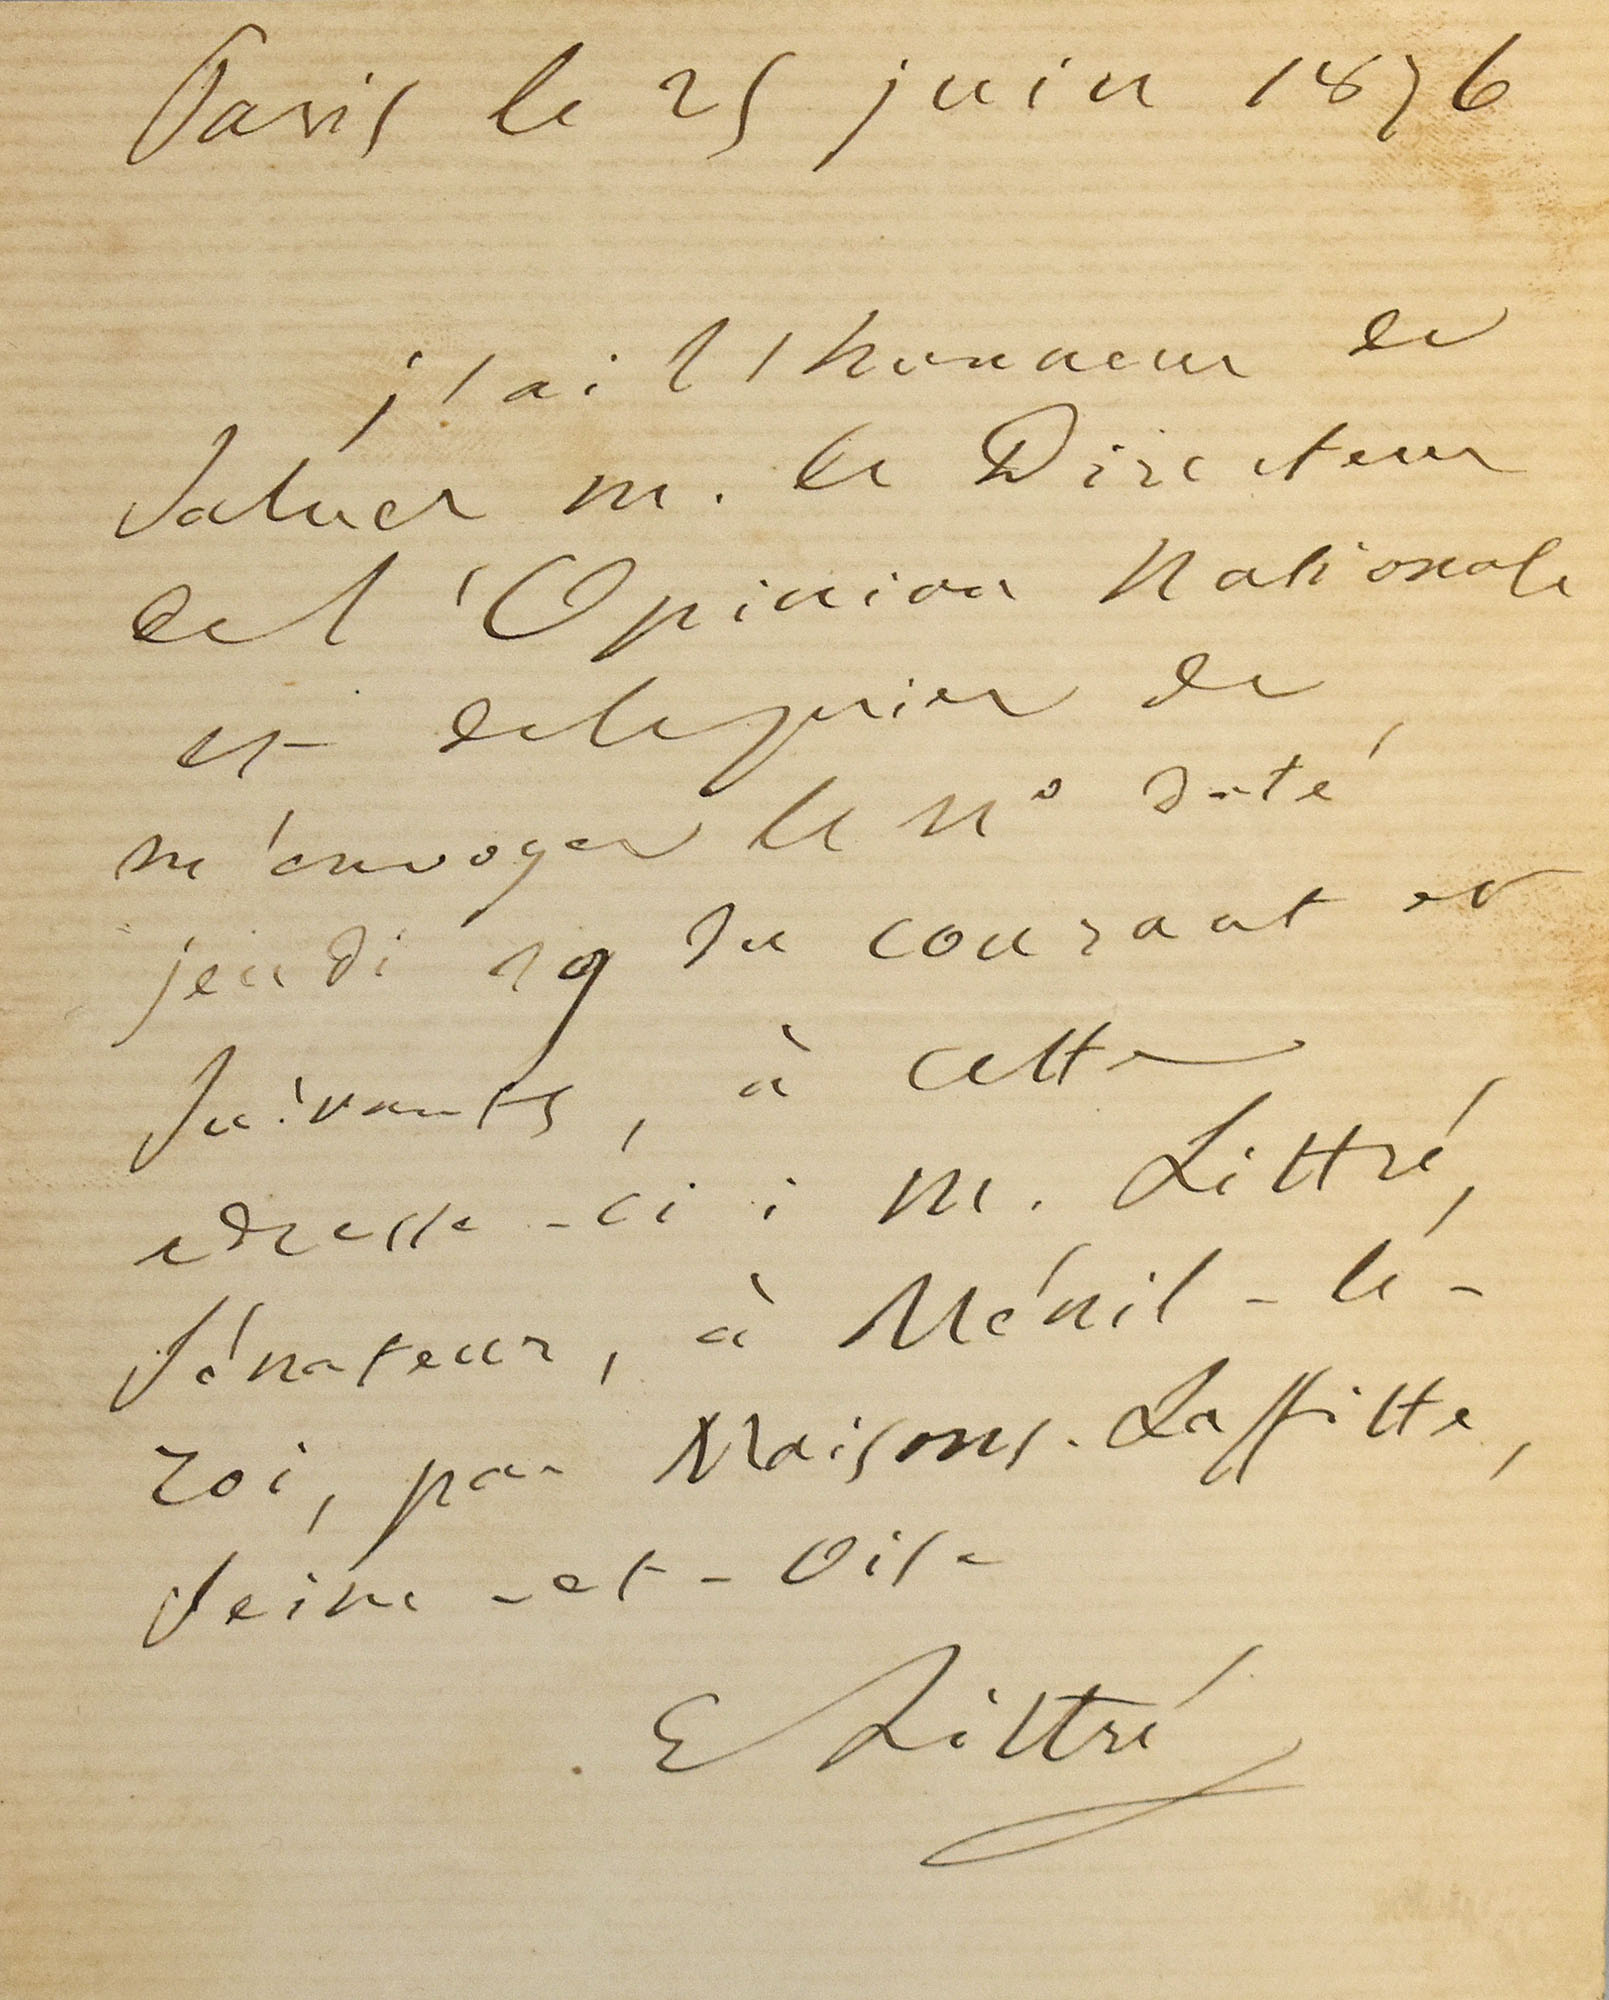 Paris le 25 juin 1876
j'ai l'honneur de
saluer m. le Directeur
de l'Opinion Nationale
et de le prier de
m'envoyer le N° daté
jeudi 29 du courant et
suivants, à cette
adresse-ci : M. Littré,
sénateur, à Ménil-le-
roi, par Maisons-Laffitte,
Seine-et-Oise
E Littré